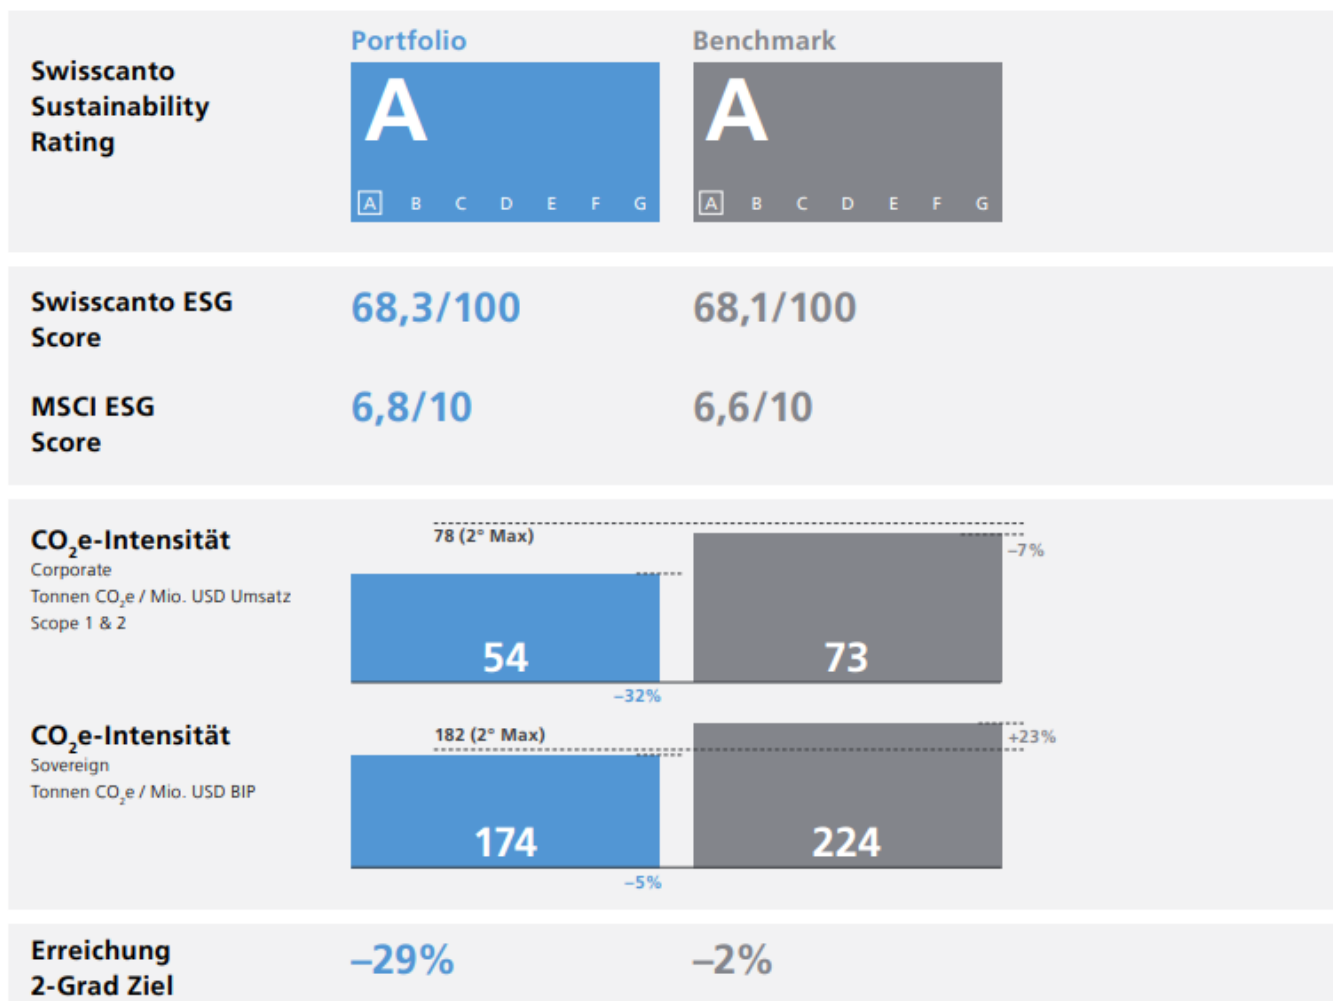 Portfolio
Benchmark
Swisscanto
Sustainability
Rating
A
A
A B C D E F G
A B C D E F G
Swisscanto ESG
Score
68,3/100
68,1/100
MSCI ESG
Score
6,8/10
6,6/10
CO₂e-Intensität
Corporate
Tonnen CO₂e / Mio. USD Umsatz
Scope 1 & 2
78 (2° Max)
–7%
54
73
–32%
CO₂e-Intensität
Sovereign
Tonnen CO₂e / Mio. USD BIP
182 (2° Max)
+23%
174
224
–5%
Erreichung
2-Grad Ziel
–29%
–2%